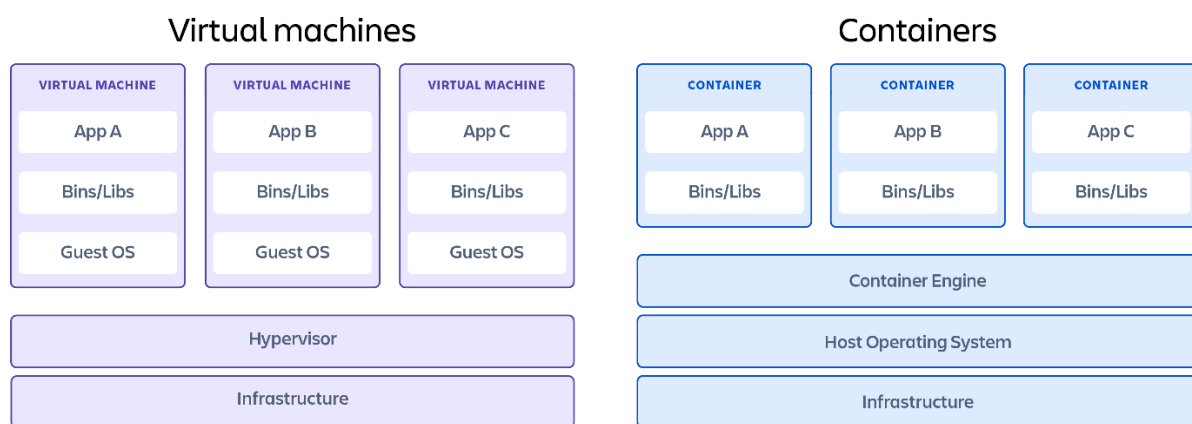 Virtual machines
VIRTUAL MACHINE
App A
Bins/Libs
Guest OS
VIRTUAL MACHINE
App B
Bins/Libs
Guest OS
VIRTUAL MACHINE
App C
Bins/Libs
Guest OS
Hypervisor
Infrastructure
Containers
CONTAINER
App A
Bins/Libs
CONTAINER
App B
Bins/Libs
CONTAINER
App C
Bins/Libs
Container Engine
Host Operating System
Infrastructure